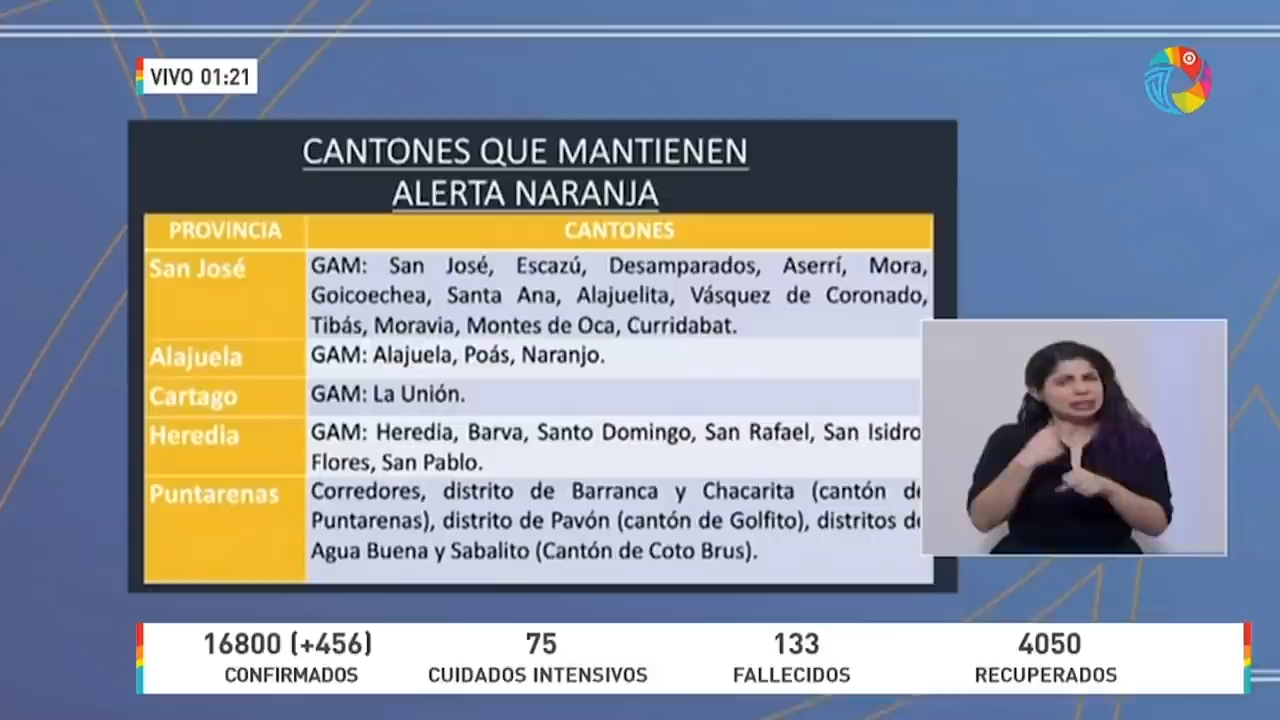 VIVO 01:21
CANTONES QUE MANTIENEN
ALERTA NARANJA
PROVINCIA CANTONES
San José GAM: San José, Escazú, Desamparados, Aserrí, Mora,
Goicoechea, Santa Ana, Alajuelita, Vásquez de Coronado,
Tibás, Moravia, Montes de Oca, Curridabat.
Alajuela GAM: Alajuela, Poás, Naranjo.
Cartago GAM: La Unión.
Heredia GAM: Heredia, Barva, Santo Domingo, San Rafael, San Isidro
Flores, San Pablo.
Puntarenas Corredores, distrito de Barranca y Chacarita (cantón de
Puntarenas), distrito de Pavón (cantón de Golfito), distritos de
Agua Buena y Sabalito (Cantón de Coto Brus).
16800 (+456) 75 133 4050
CONFIRMADOS CUIDADOS INTENSIVOS FALLECIDOS RECUPERADOS